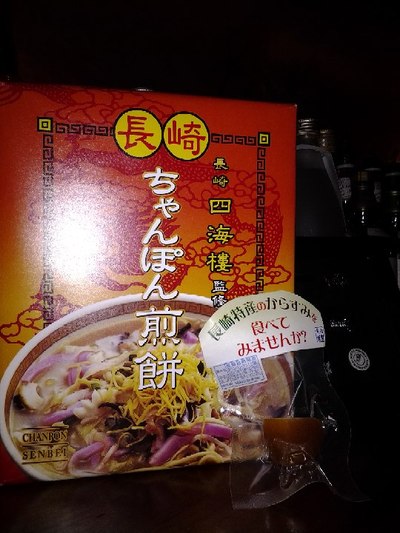 長崎
長崎 四海樓 監修
ちゃんぽん煎餅
CHANPON
SENBEI
長崎特産のからすみを
食べて
みませんか?